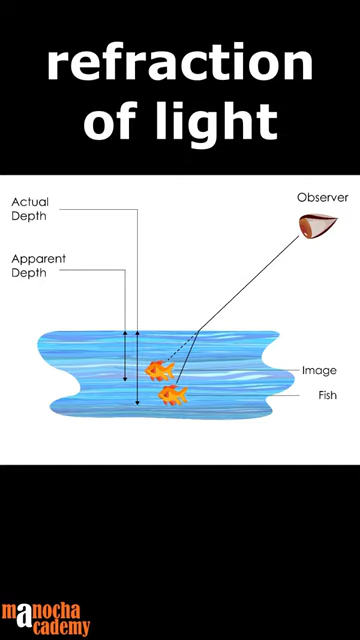 refraction
of light
Actual
Depth
Observer
Apparent
Depth
Image
Fish
manocha
academy